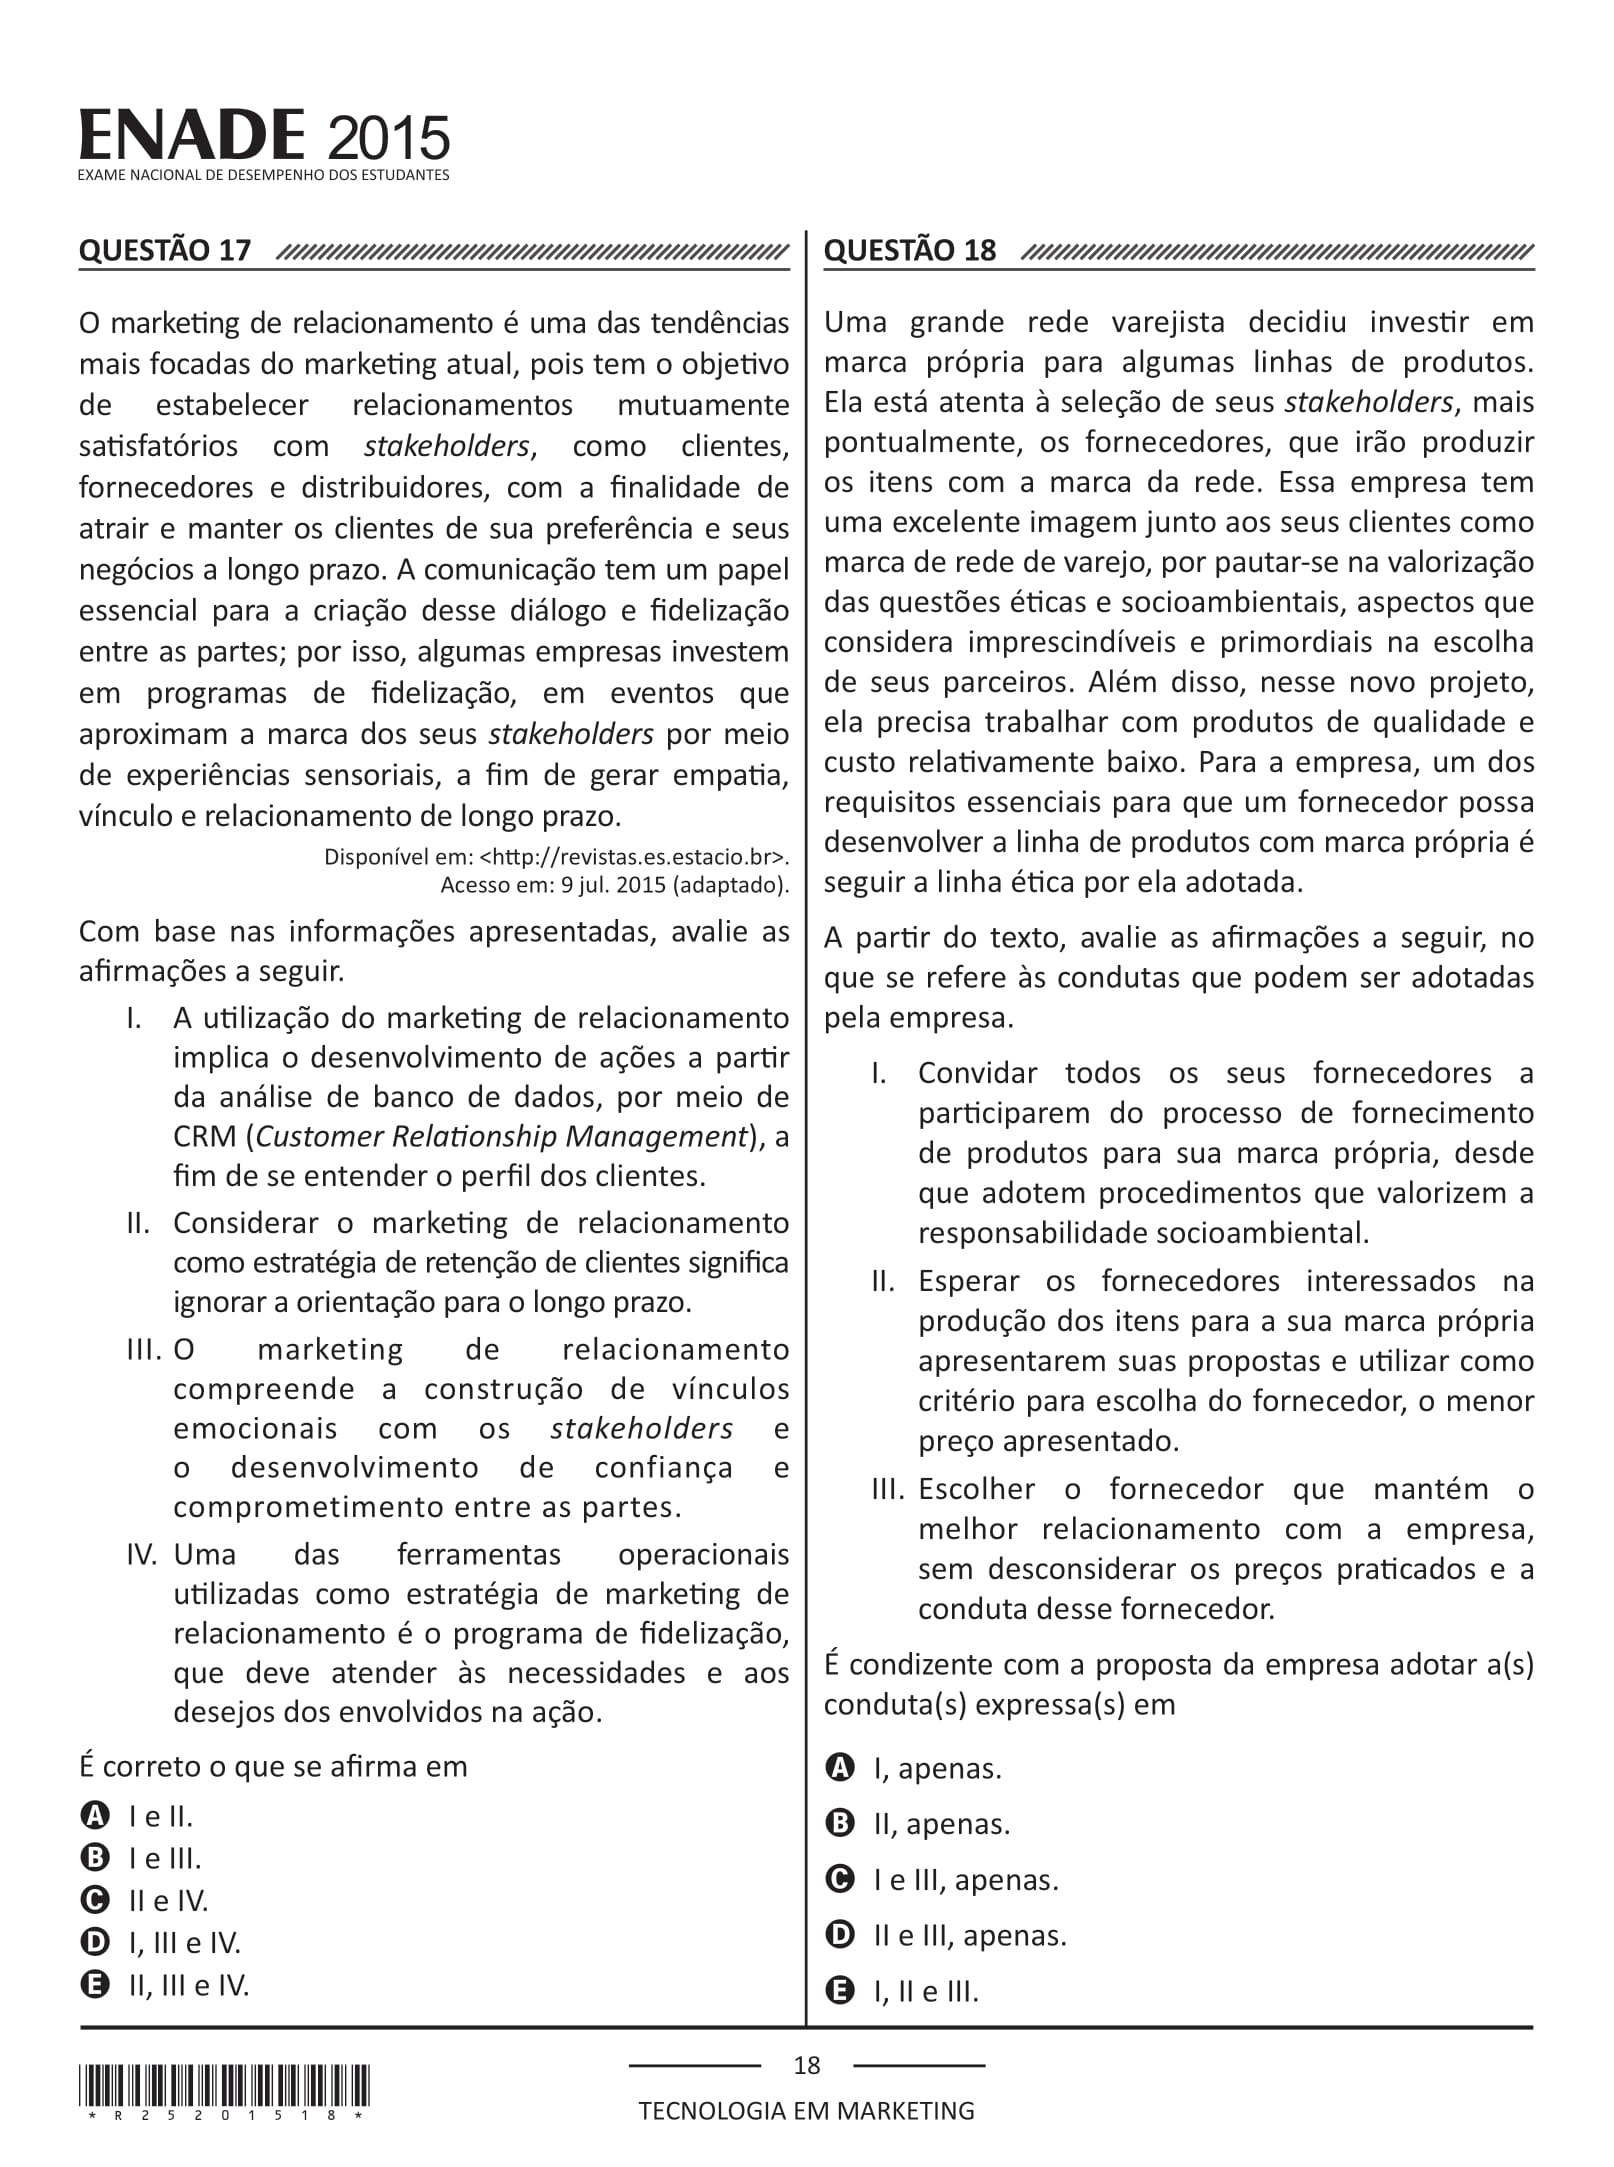 ENADE 2015
EXAME NACIONAL DE DESEMPENHO DOS ESTUDANTES
QUESTÃO 17
O marketing de relacionamento é uma das tendências
mais focadas do marketing atual, pois tem o objetivo
de estabelecer relacionamentos mutuamente
satisfatórios com stakeholders, como clientes,
fornecedores e distribuidores, com a finalidade de
atrair e manter os clientes de sua preferência e seus
negócios a longo prazo. A comunicação tem um papel
essencial para a criação desse diálogo e fidelização
entre as partes; por isso, algumas empresas investem
em programas de fidelização, em eventos que
aproximam a marca dos seus stakeholders por meio
de experiências sensoriais, a fim de gerar empatia,
vínculo e relacionamento de longo prazo.
Disponível em: <http://revistas.es.estacio.br>.
Acesso em: 9 jul. 2015 (adaptado).
Com base nas informações apresentadas, avalie as
afirmações a seguir.
I. A utilização do marketing de relacionamento
implica o desenvolvimento de ações a partir
da análise de banco de dados, por meio de
CRM (Customer Relationship Management), a
fim de se entender o perfil dos clientes.
II. Considerar o marketing de relacionamento
como estratégia de retenção de clientes significa
ignorar a orientação para o longo prazo.
III. O marketing de relacionamento
compreende a construção de vínculos
emocionais com os stakeholders e
o desenvolvimento de confiança e
comprometimento entre as partes.
IV. Uma das ferramentas operacionais
utilizadas como estratégia de marketing de
relacionamento é o programa de fidelização,
que deve atender às necessidades e aos
desejos dos envolvidos na ação.
É correto o que se afirma em
A I e II.
B I e III.
C II e IV.
D I, III e IV.
E II, III e IV.
QUESTÃO 18
Uma grande rede varejista decidiu investir em
marca própria para algumas linhas de produtos.
Ela está atenta à seleção de seus stakeholders, mais
pontualmente, os fornecedores, que irão produzir
os itens com a marca da rede. Essa empresa tem
uma excelente imagem junto aos seus clientes como
marca de rede de varejo, por pautar-se na valorização
das questões éticas e socioambientais, aspectos que
considera imprescindíveis e primordiais na escolha
de seus parceiros. Além disso, nesse novo projeto,
ela precisa trabalhar com produtos de qualidade e
custo relativamente baixo. Para a empresa, um dos
requisitos essenciais para que um fornecedor possa
desenvolver a linha de produtos com marca própria é
seguir a linha ética por ela adotada.
A partir do texto, avalie as afirmações a seguir, no
que se refere às condutas que podem ser adotadas
pela empresa.
I. Convidar todos os seus fornecedores a
participarem do processo de fornecimento
de produtos para sua marca própria, desde
que adotem procedimentos que valorizem a
responsabilidade socioambiental.
II. Esperar os fornecedores interessados na
produção dos itens para a sua marca própria
apresentarem suas propostas e utilizar como
critério para escolha do fornecedor, o menor
preço apresentado.
III. Escolher o fornecedor que mantém o
melhor relacionamento com a empresa,
sem desconsiderar os preços praticados e a
conduta desse fornecedor.
É condizente com a proposta da empresa adotar a(s)
conduta(s) expressa(s) em
A I, apenas.
B II, apenas.
C I e III, apenas.
D II e III, apenas.
E I, II e III.
*R25201518*
18
TECNOLOGIA EM MARKETING